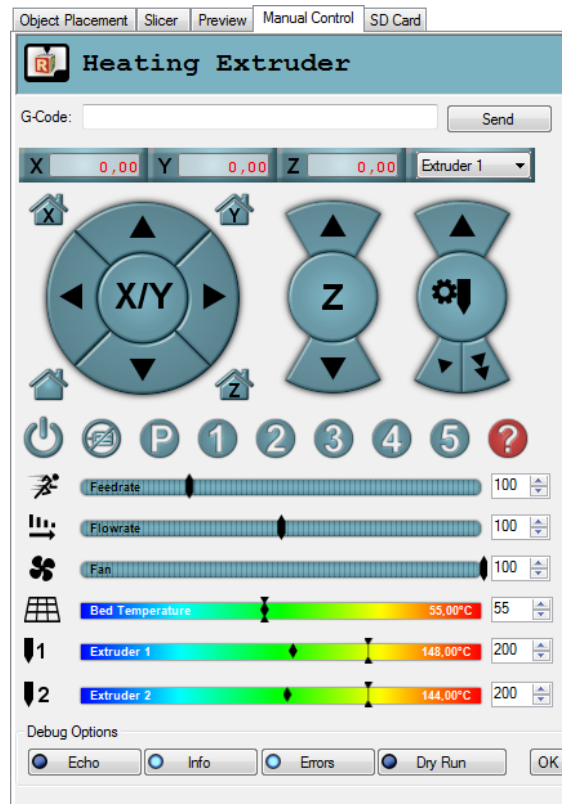 Object Placement Slicer Preview Manual Control SD Card
R
Heating Extruder
G-Code: Send
X 0,00 Y 0,00 Z 0,00 Extruder 1
X Y
X/Y Z
Z
P 1 2 3 4 5 ?
Feedrate 100
Flowrate 100
Fan 100
Bed Temperature 55,00°C 55
1 Extruder 1 148,00°C 200
2 Extruder 2 144,00°C 200
Debug Options
Echo Info Errors Dry Run OK